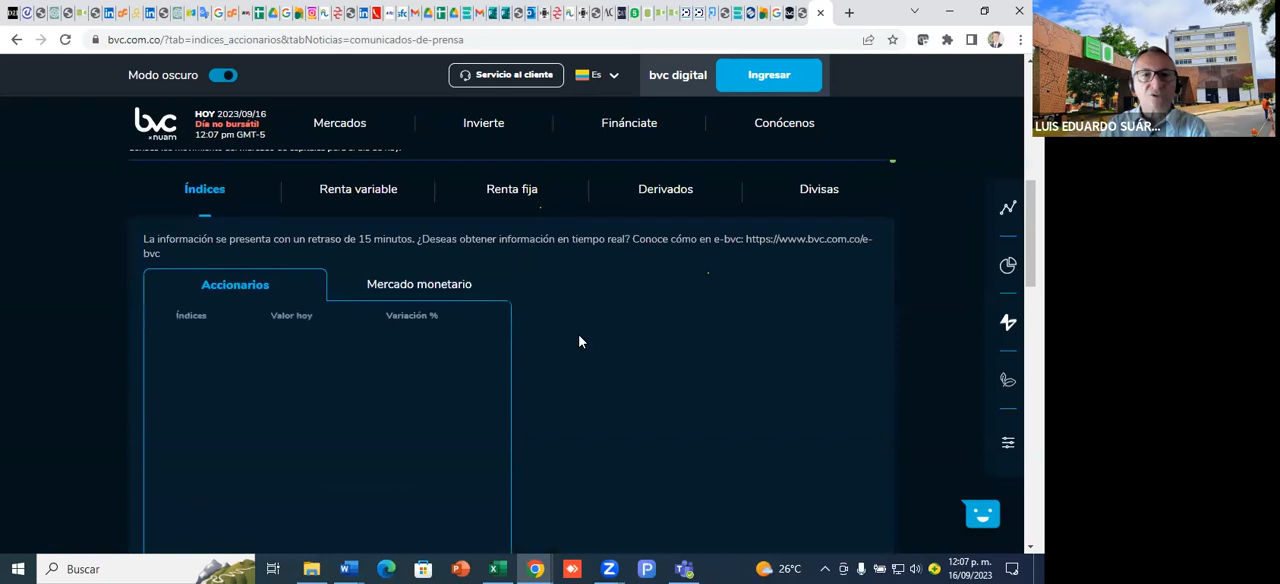 bvc.com.co/?tab=indices_accionarios&tabNoticias=comunicados-de-prensa
Modo oscuro
Servicio al cliente
Es
bvc digital
Ingresar
bvc
nuam
HOY 2023/09/16
Día no bursátil
12:07 pm GMT-5
Mercados
Invierte
Fináncíate
Conócenos
LUIS EDUARDO SUÁR...
Índices
Renta variable
Renta fija
Derivados
Divisas
La información se presenta con un retraso de 15 minutos. ¿Deseas obtener información en tiempo real? Conoce cómo en e-bvc: https://www.bvc.com.co/e-
bvc
Accionarios
Mercado monetario
Índices
Valor hoy
Variación %
Buscar
26°C
12:07 p. m.
16/09/2023